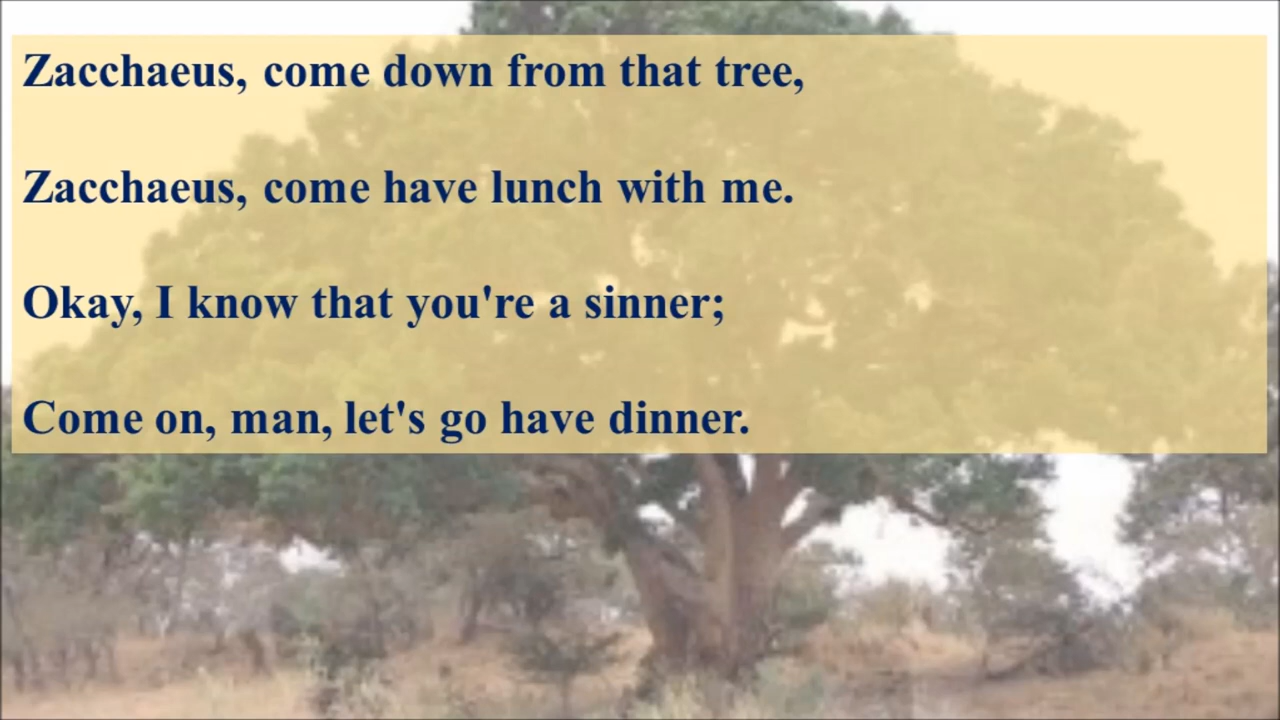 Zacchaeus, come down from that tree,
Zacchaeus, come have lunch with me.
Okay, I know that you're a sinner;
Come on, man, let's go have dinner.